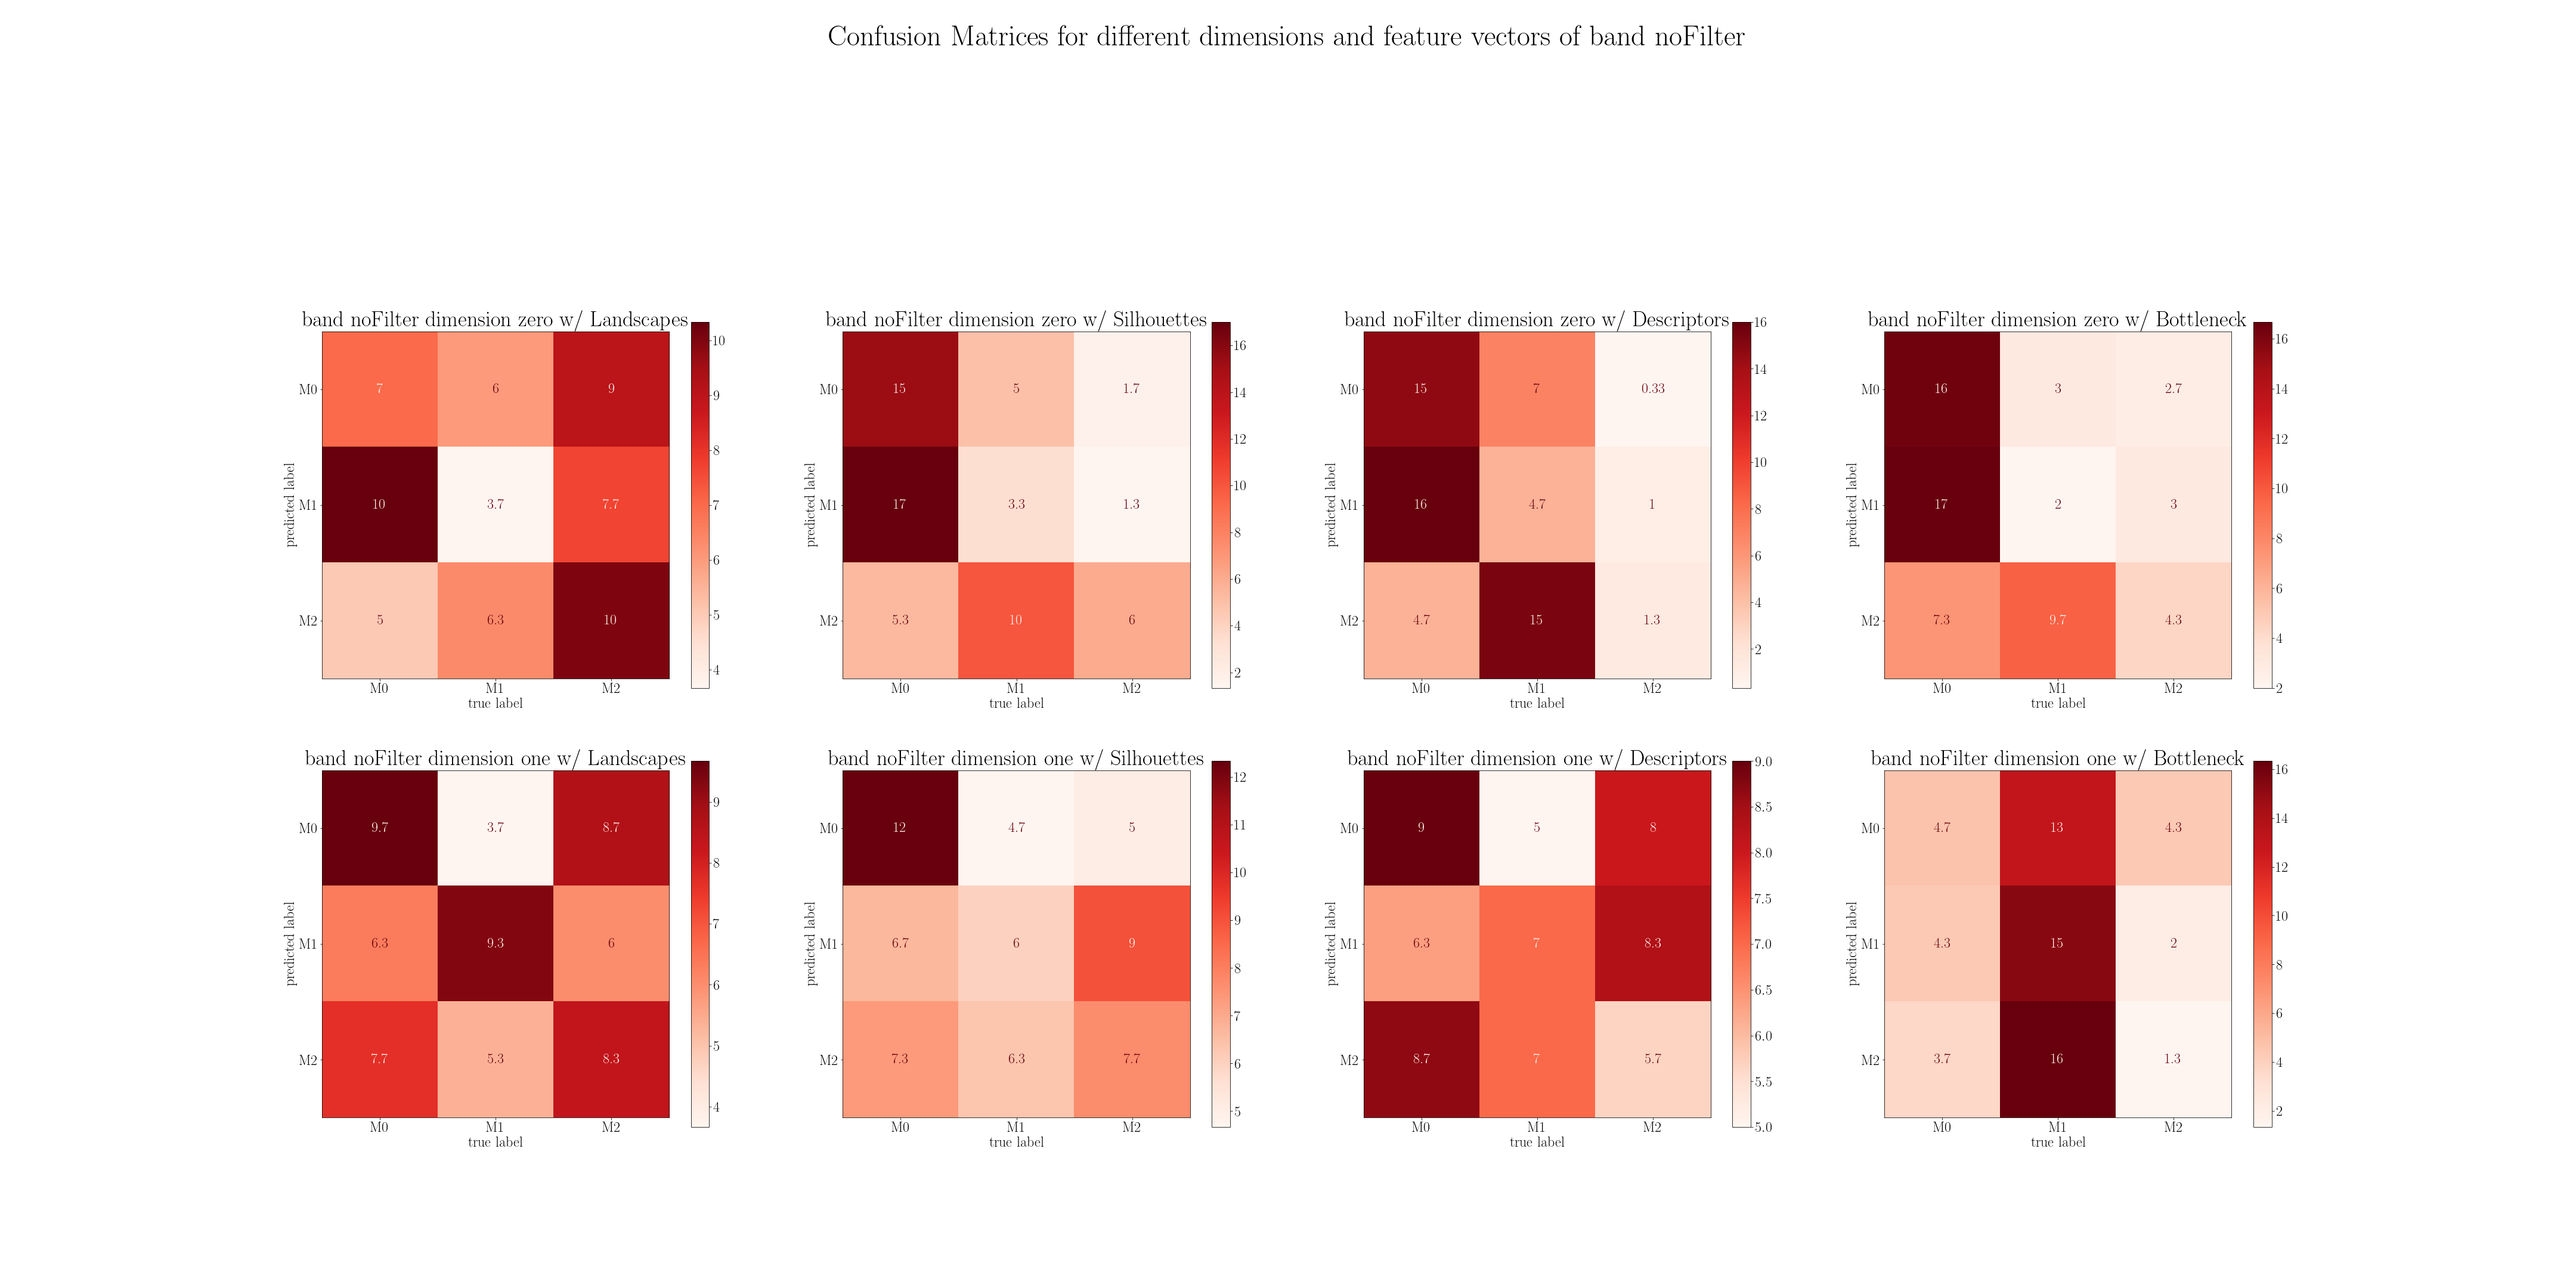 Confusion Matrices for different dimensions and feature vectors of band noFilter
band noFilter dimension zero w/ Landscapes
predicted label
M0 7 6 9
M1 10 3.7 7.7
M2 5 6.3 10
M0 M1 M2
true label
10
9
8
7
6
5
4
band noFilter dimension zero w/ Silhouettes
predicted label
M0 15 5 1.7
M1 17 3.3 1.3
M2 5.3 10 6
M0 M1 M2
true label
16
14
12
10
8
6
4
2
band noFilter dimension zero w/ Descriptors
predicted label
M0 15 7 0.33
M1 16 4.7 1
M2 4.7 15 1.3
M0 M1 M2
true label
16
14
12
10
8
6
4
2
band noFilter dimension zero w/ Bottleneck
predicted label
M0 16 3 2.7
M1 17 2 3
M2 7.3 9.7 4.3
M0 M1 M2
true label
16
14
12
10
8
6
4
2
band noFilter dimension one w/ Landscapes
predicted label
M0 9.7 3.7 8.7
M1 6.3 9.3 6
M2 7.7 5.3 8.3
M0 M1 M2
true label
9
8
7
6
5
4
band noFilter dimension one w/ Silhouettes
predicted label
M0 12 4.7 5
M1 6.7 6 9
M2 7.3 6.3 7.7
M0 M1 M2
true label
12
11
10
9
8
7
6
5
band noFilter dimension one w/ Descriptors
predicted label
M0 9 5 8
M1 6.3 7 8.3
M2 8.7 7 5.7
M0 M1 M2
true label
9.0
8.5
8.0
7.5
7.0
6.5
6.0
5.5
5.0
band noFilter dimension one w/ Bottleneck
predicted label
M0 4.7 13 4.3
M1 4.3 15 2
M2 3.7 16 1.3
M0 M1 M2
true label
16
14
12
10
8
6
4
2